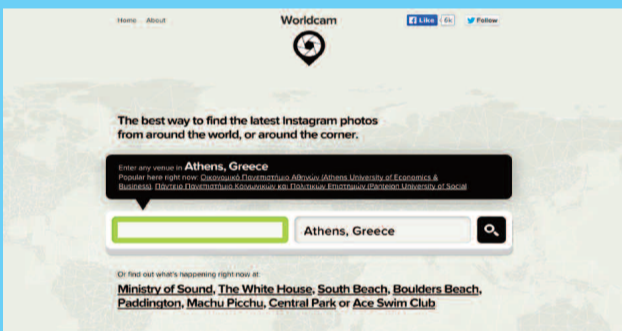 Home About Worldcam Like 6k Follow
The best way to find the latest Instagram photos
from around the world, or around the corner.
Enter any venue in Athens, Greece
Popular here right now: Οικονομικό Πανεπιστήμιο Αθηνών (Athens University of Economics &
Business), Πάντειο Πανεπιστήμιο Κοινωνικών και Πολιτικών Επιστημών (Panteion University of Social
Athens, Greece
Or find out what's happening right now at:
Ministry of Sound, The White House, South Beach, Boulders Beach,
Paddington, Machu Picchu, Central Park or Ace Swim Club